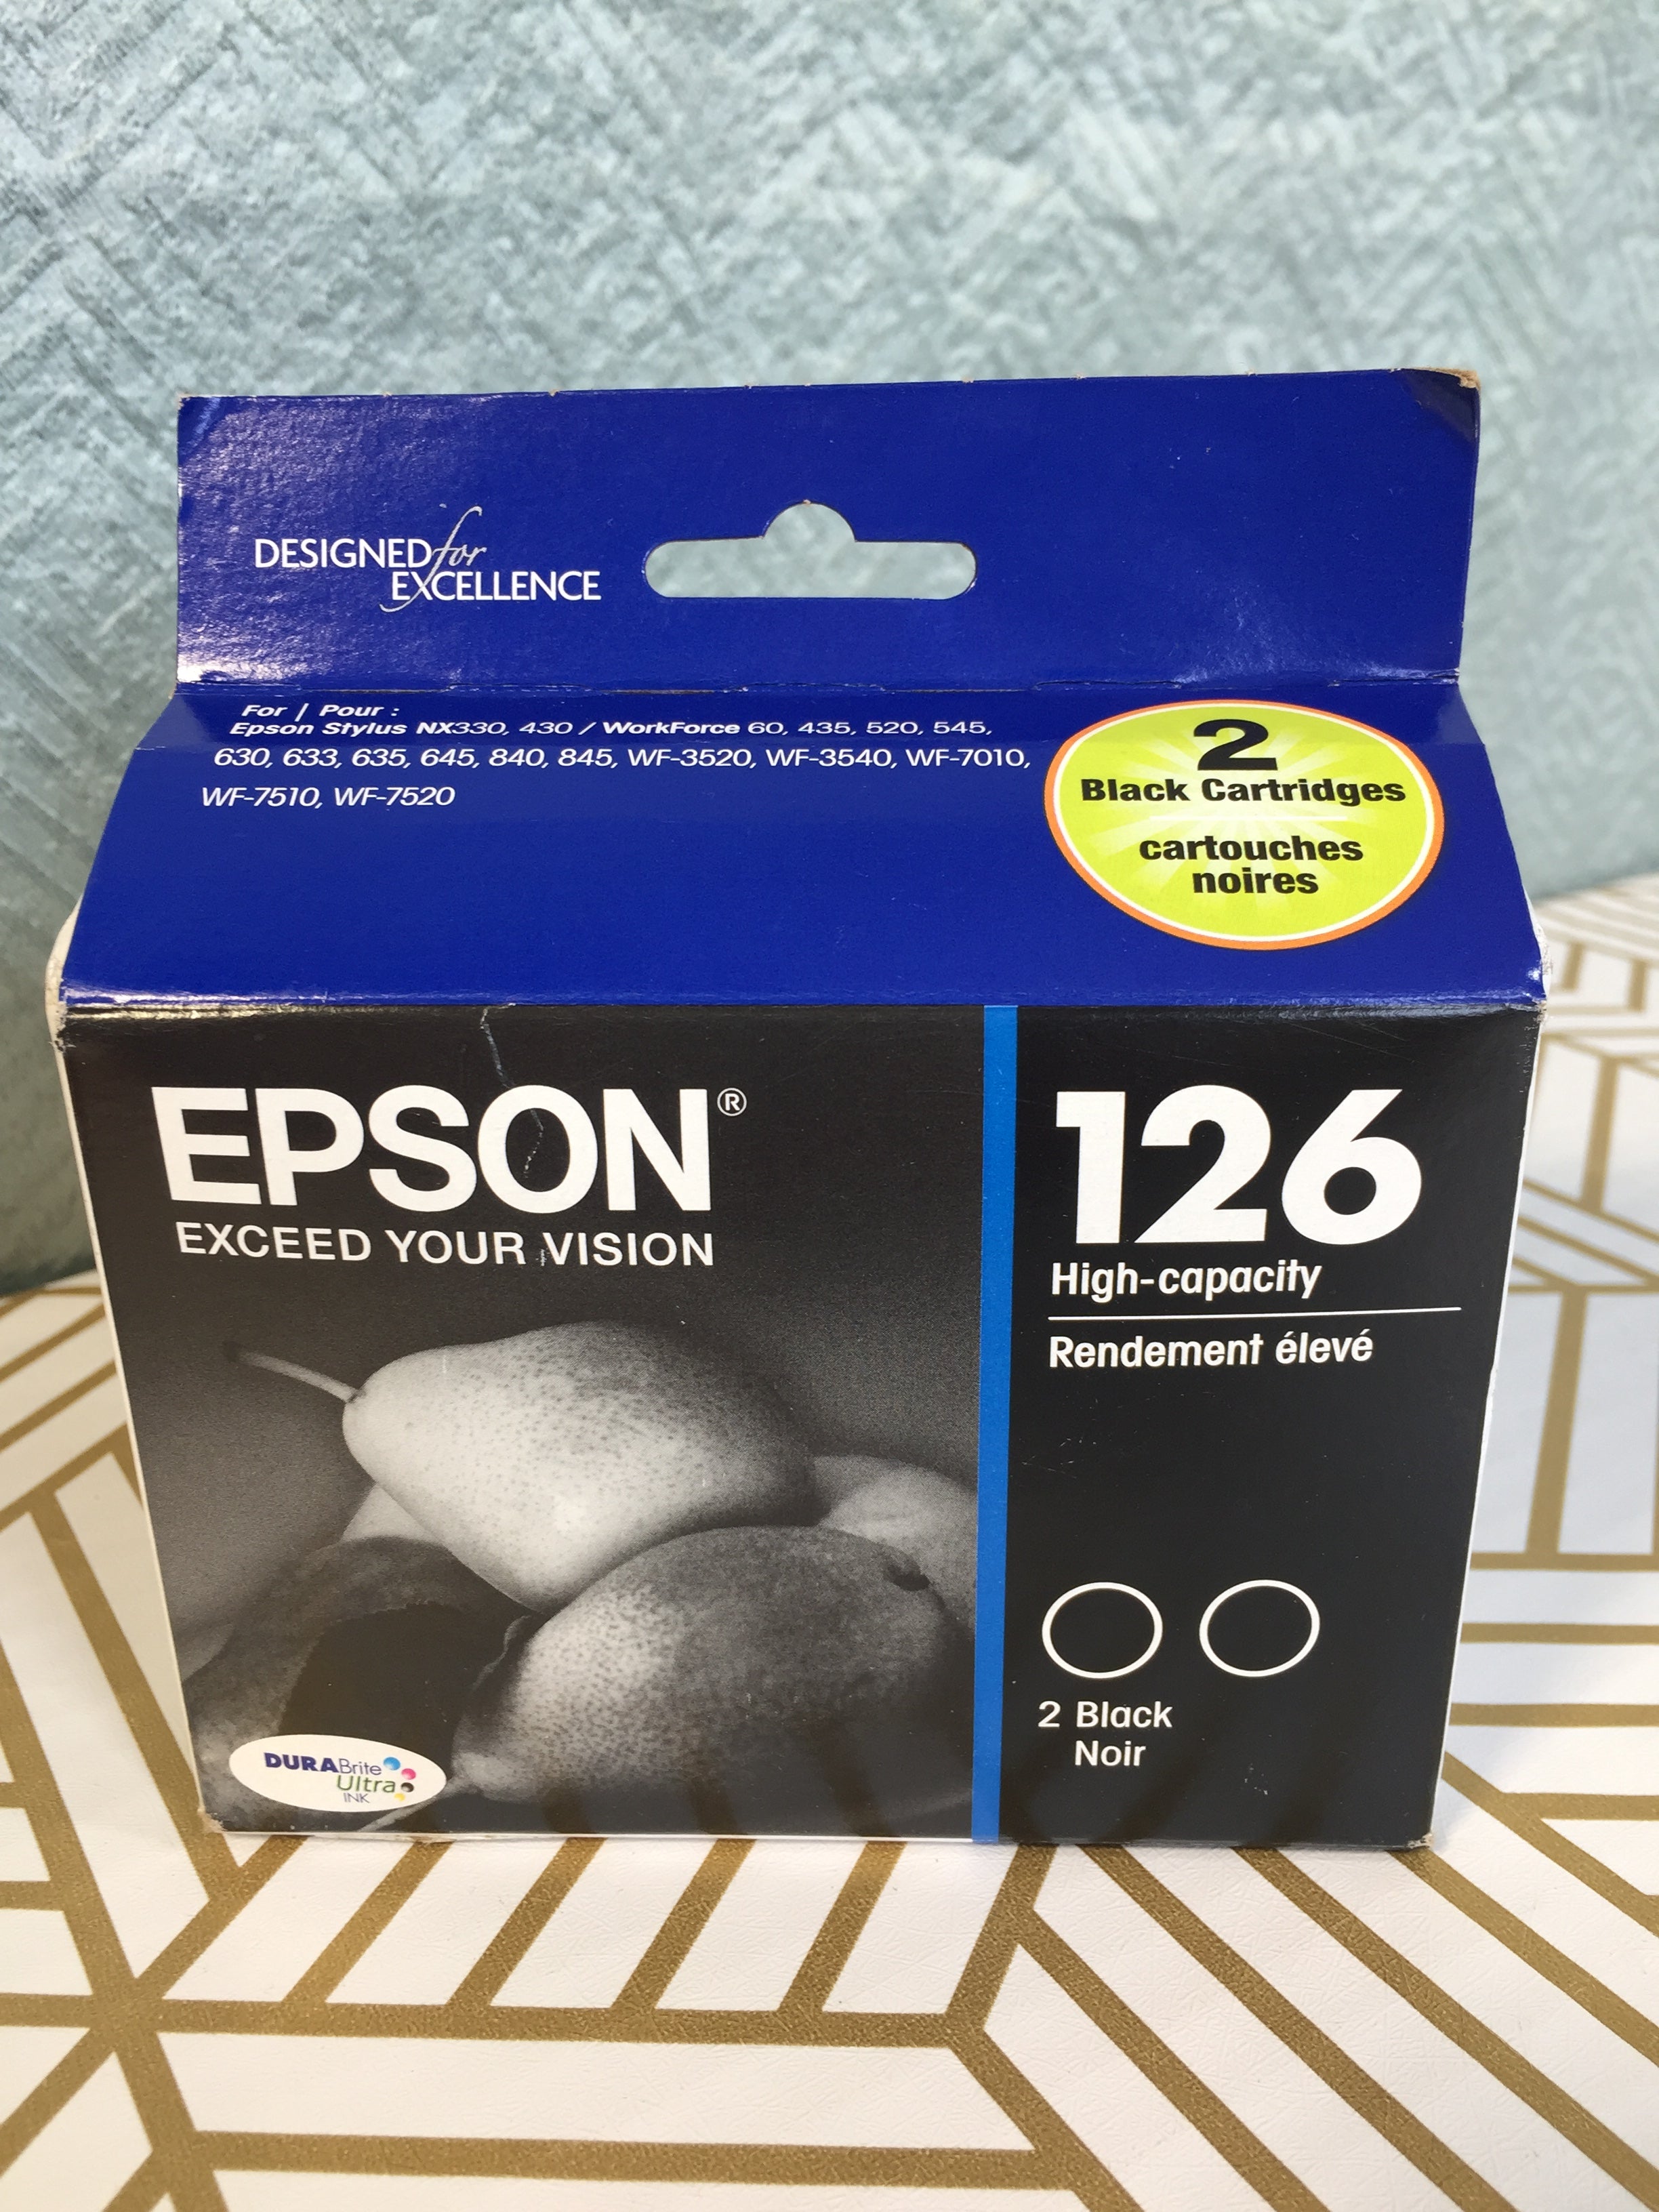 DESIGNED for
EXCELLENCE
For / Pour :
Epson Stylus NX330, 430 / WorkForce 60, 435, 520, 545,
630, 633, 635, 645, 840, 845, WF-3520, WF-3540, WF-7010,
WF-7510, WF-7520
2
Black Cartridges
cartouches
noires
EPSON®
EXCEED YOUR VISION
126
High-capacity
Rendement élevé
2 Black
Noir
DURABrite
Ultra
INK